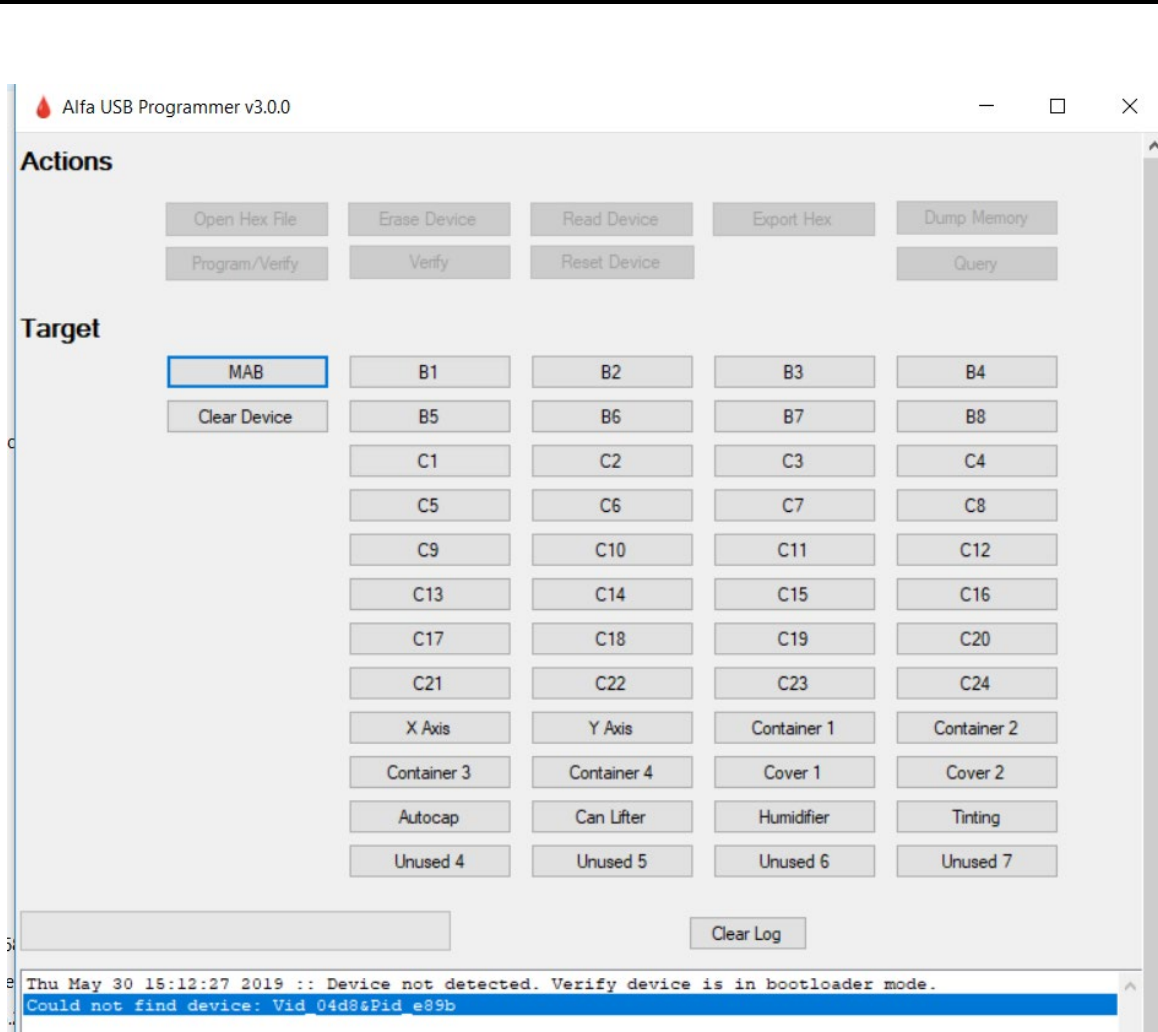 Alfa USB Programmer v3.0.0
Actions
Open Hex File Erase Device Read Device Export Hex Dump Memory
Program/Verify Verify Reset Device Query
Target
MAB B1 B2 B3 B4
Clear Device B5 B6 B7 B8
C1 C2 C3 C4
C5 C6 C7 C8
C9 C10 C11 C12
C13 C14 C15 C16
C17 C18 C19 C20
C21 C22 C23 C24
X Axis Y Axis Container 1 Container 2
Container 3 Container 4 Cover 1 Cover 2
Autocap Can Lifter Humidifier Tinting
Unused 4 Unused 5 Unused 6 Unused 7
Clear Log
Thu May 30 15:12:27 2019 :: Device not detected. Verify device is in bootloader mode.
Could not find device: Vid_04d8&Pid_e89b